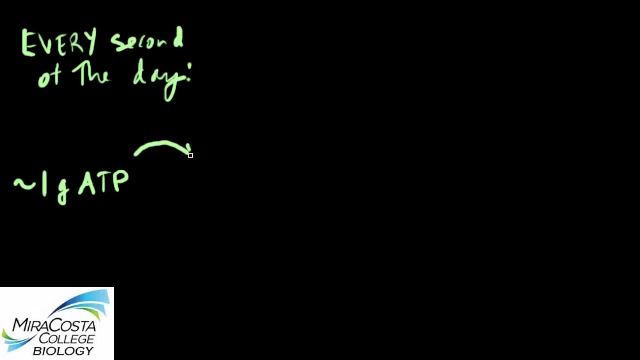 EVERY second
of The day:
~1 g ATP
MIRACOSTA
COLLEGE
BIOLOGY